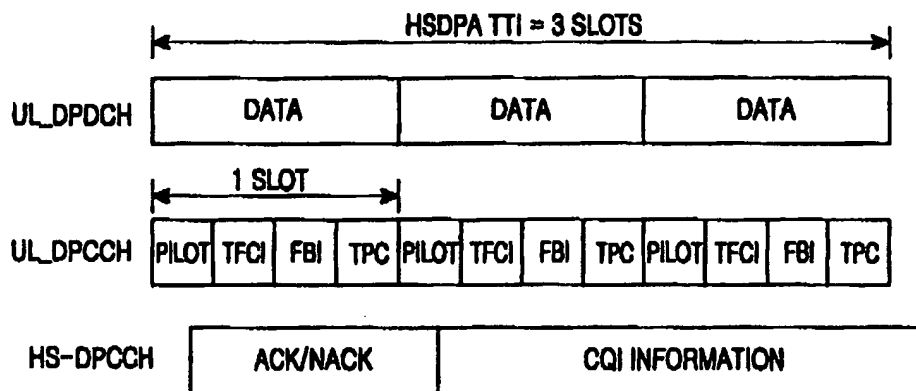 HSDPA TTI = 3 SLOTS
UL_DPDCH DATA DATA DATA
1 SLOT
UL_DPCCH PILOT TFCI FBI TPC PILOT TFCI FBI TPC PILOT TFCI FBI TPC
HS-DPCCH ACK/NACK CQI INFORMATION